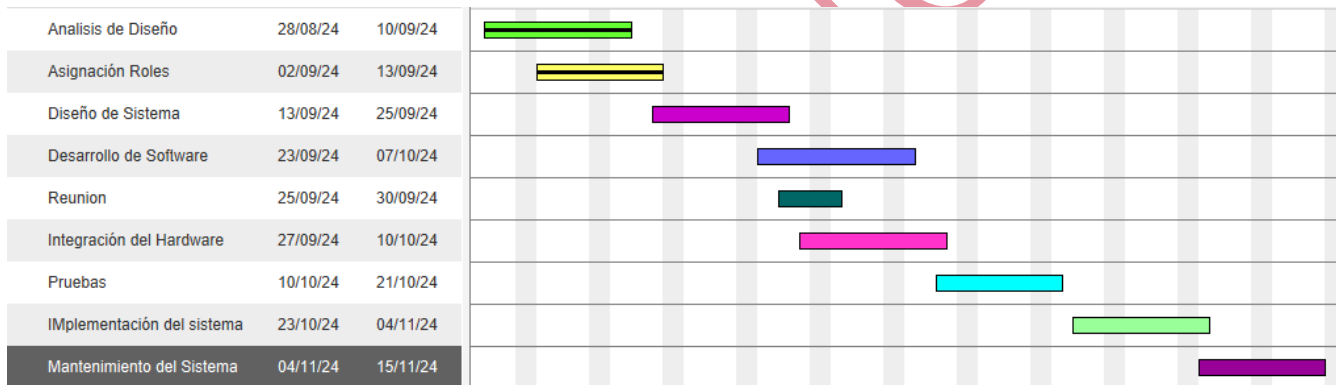 Analisis de Diseño 28/08/24 10/09/24
Asignación Roles 02/09/24 13/09/24
Diseño de Sistema 13/09/24 25/09/24
Desarrollo de Software 23/09/24 07/10/24
Reunion 25/09/24 30/09/24
Integración del Hardware 27/09/24 10/10/24
Pruebas 10/10/24 21/10/24
IMplementación del sistema 23/10/24 04/11/24
Mantenimiento del Sistema 04/11/24 15/11/24